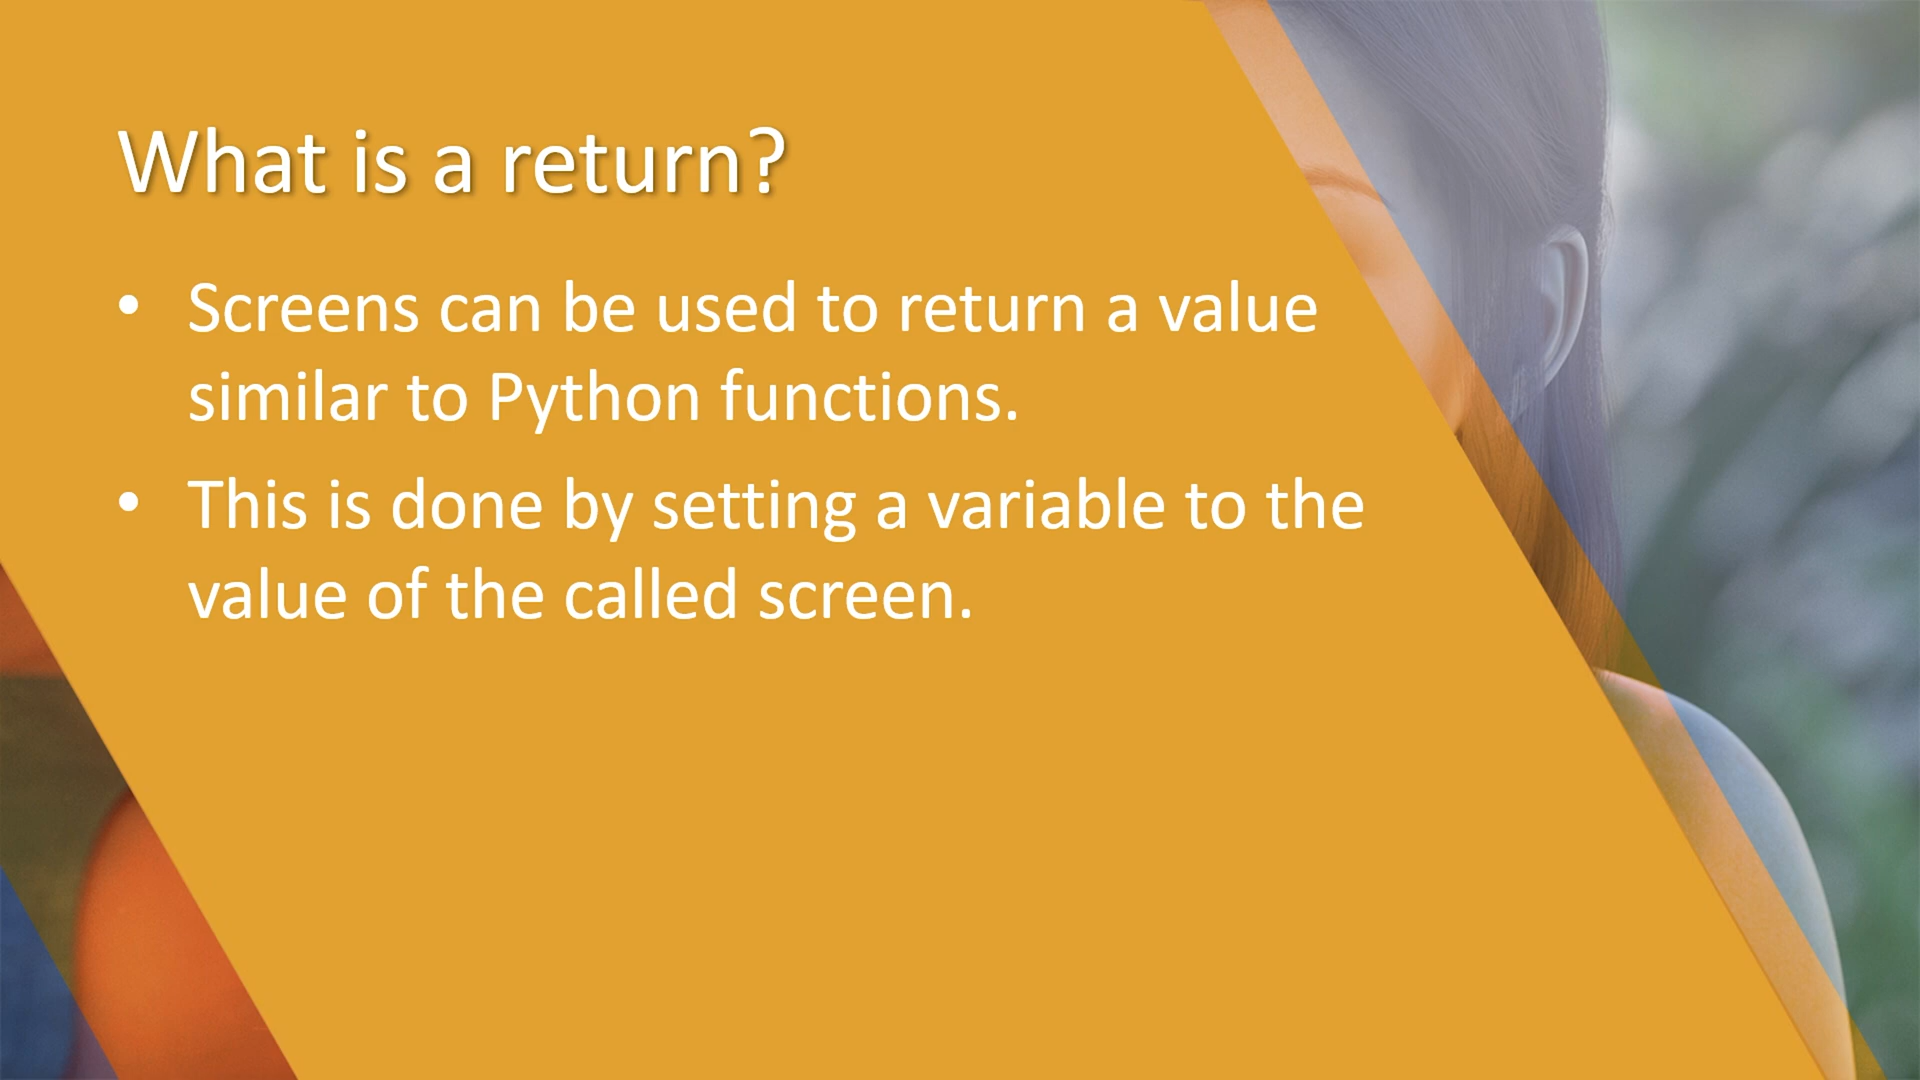 What is a return?
• Screens can be used to return a value
similar to Python functions.
• This is done by setting a variable to the
value of the called screen.